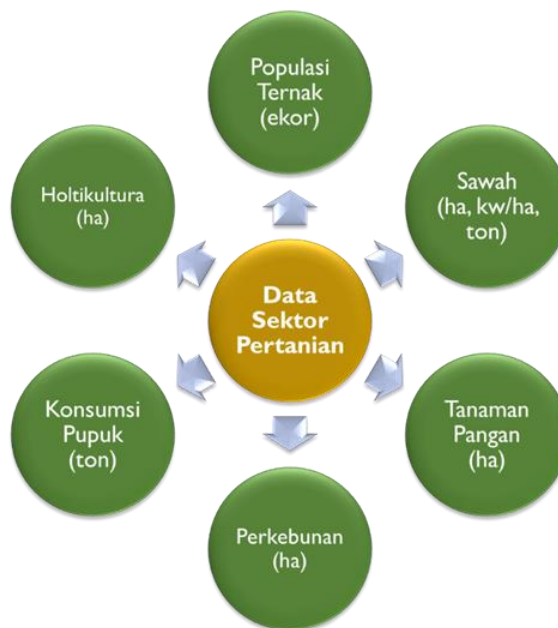 Populasi
Ternak
(ekor)
Sawah
(ha, kw/ha,
ton)
Tanaman
Pangan
(ha)
Perkebunan
(ha)
Konsumsi
Pupuk
(ton)
Holtikultura
(ha)
Data
Sektor
Pertanian